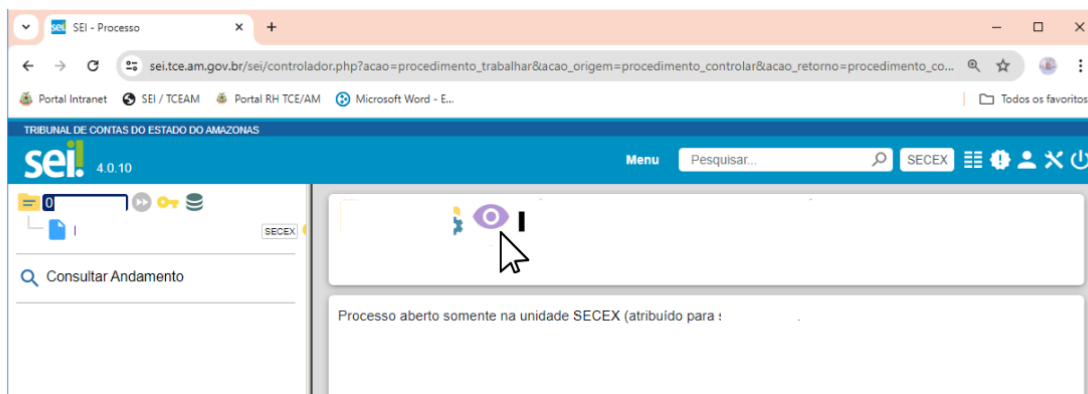 sei! SEI - Processo
sei.tce.am.gov.br/sei/controlador.php?acao=procedimento_trabalhar&acao_origem=procedimento_controlar&acao_retorno=procedimento_co...
Portal Intranet SEI / TCEAM Portal RH TCE/AM Microsoft Word - E... Todos os favoritos
TRIBUNAL DE CONTAS DO ESTADO DO AMAZONAS
sei! 4.0.10 Menu Pesquisar... SECEX
0
SECEX
Consultar Andamento
Processo aberto somente na unidade SECEX (atribuído para